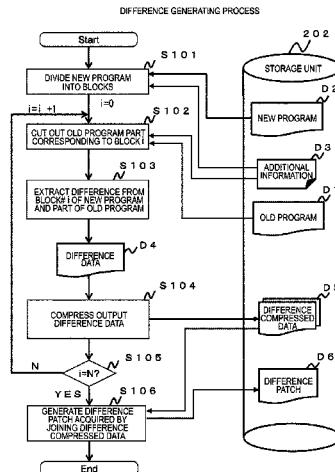 DIFFERENCE GENERATING PROCESS
Start
S101
DIVIDE NEW PROGRAM
INTO BLOCKS
i=0
i=i +1
S102
CUT OUT OLD PROGRAM PART
CORRESPONDING TO BLOCK i
S103
EXTRACT DIFFERENCE FROM
BLOCK# i OF NEW PROGRAM
AND PART OF OLD PROGRAM
D4
DIFFERENCE
DATA
S104
COMPRESS OUTPUT
DIFFERENCE DATA
S105
i=N?
N
YES
S106
GENERATE DIFFERENCE
PATCH ACQUIRED BY
JOINING DIFFERENCE
COMPRESSED DATA
End
202
STORAGE UNIT
D2
NEW PROGRAM
D3
ADDITIONAL
INFORMATION
D1
OLD PROGRAM
D5
DIFFERENCE
COMPRESSED
DATA
D6
DIFFERENCE
PATCH